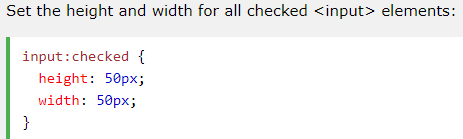 Set the height and width for all checked <input> elements:
input:checked {
  height: 50px;
  width: 50px;
}